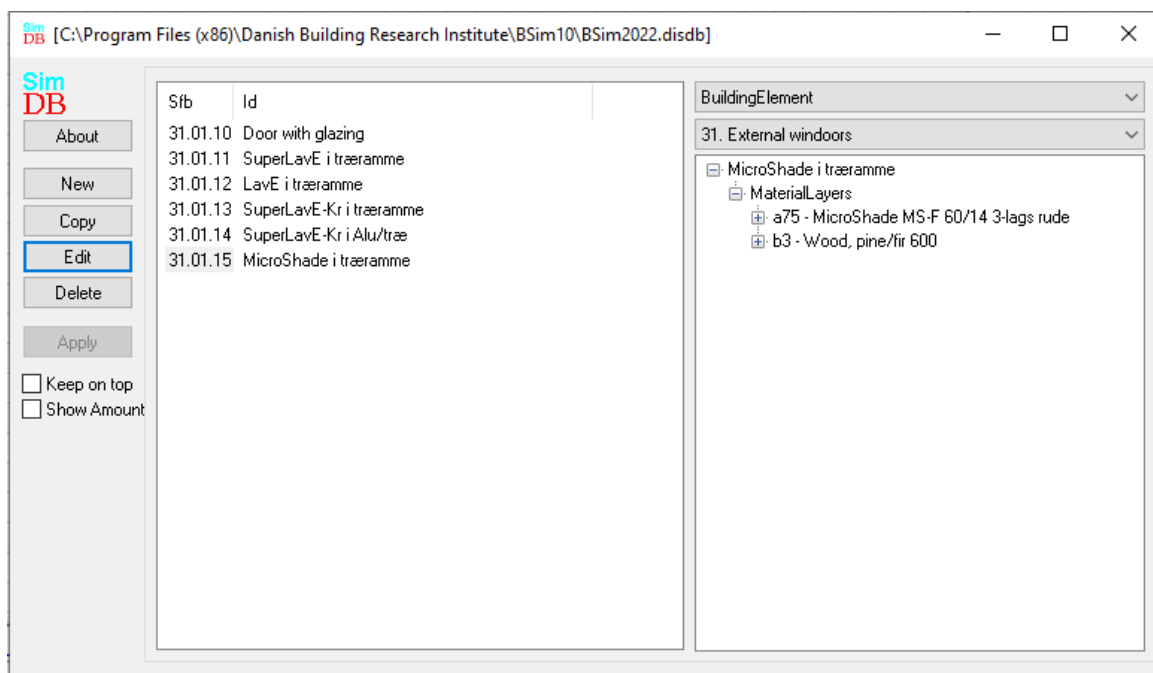 Sim DB [C:\Program Files (x86)\Danish Building Research Institute\BSim10\BSim2022.disdb]
Sim
DB
About
New
Copy
Edit
Delete
Apply
Keep on top
Show Amount
Sfb Id
31.01.10 Door with glazing
31.01.11 SuperLavE i træramme
31.01.12 LavE i træramme
31.01.13 SuperLavE-Kr i træramme
31.01.14 SuperLavE-Kr i Alu/træ
31.01.15 MicroShade i træramme
BuildingElement
31. External windoors
MicroShade i træramme
MaterialLayers
a75 - MicroShade MS-F 60/14 3-lags rude
b3 - Wood, pine/fir 600